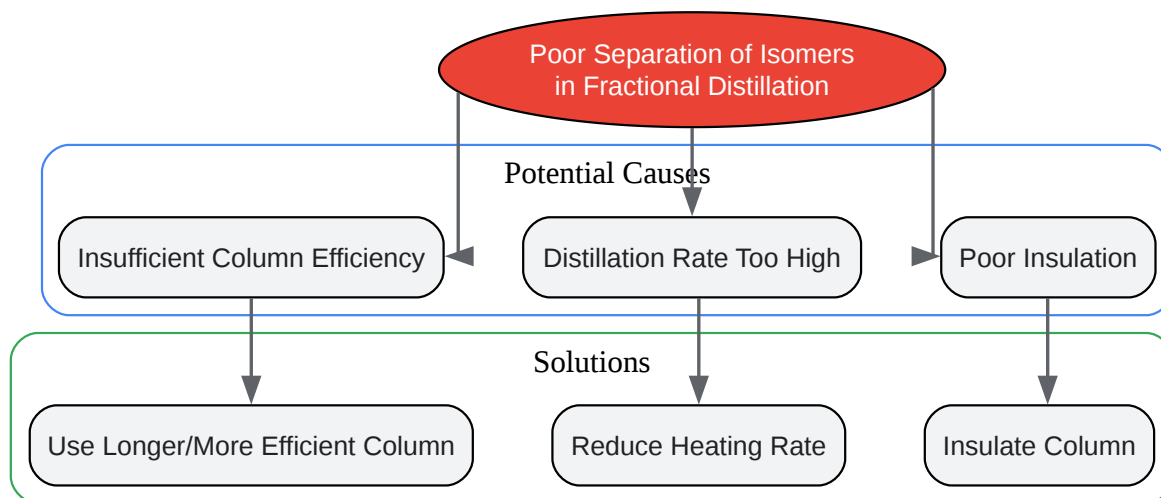 Poor Separation of Isomers
in Fractional Distillation
Potential Causes
Insufficient Column Efficiency
Distillation Rate Too High
Poor Insulation
Solutions
Use Longer/More Efficient Column
Reduce Heating Rate
Insulate Column